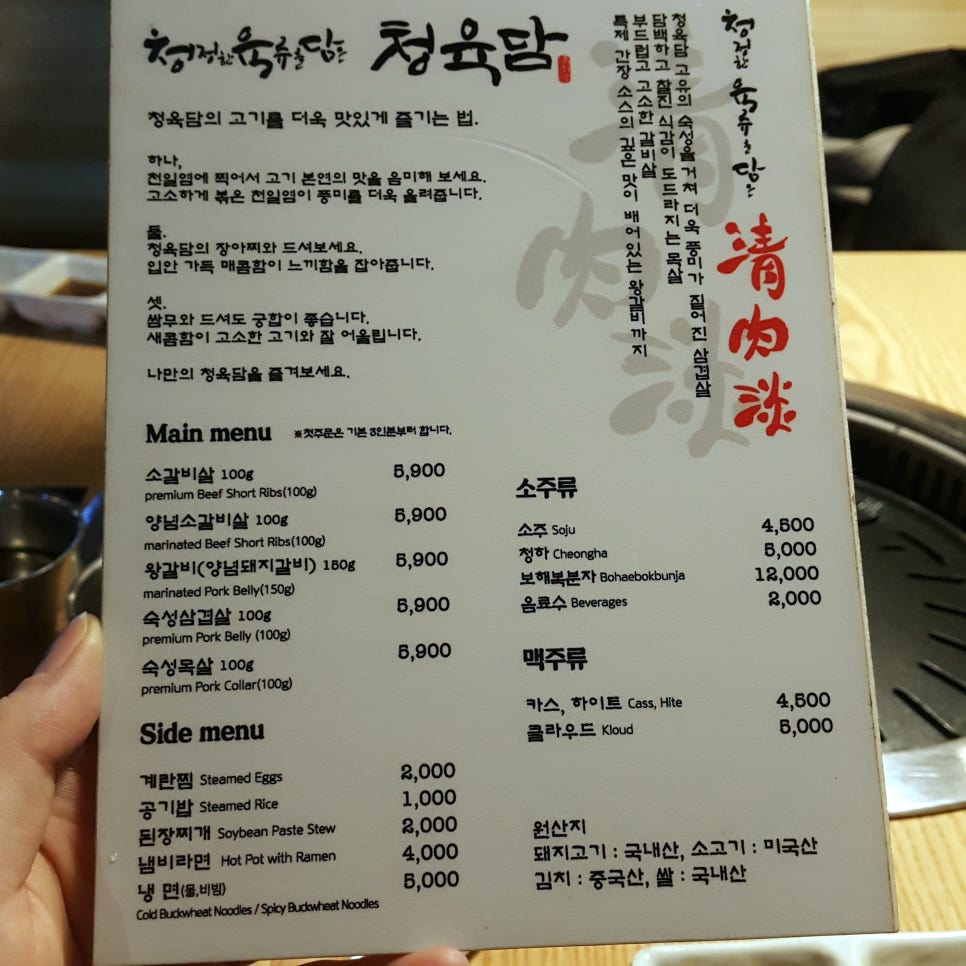 청정한 육류를 담은 청육담
청육담의 고기를 더욱 맛있게 즐기는 법.
하나,
천일염에 찍어서 고기 본연의 맛을 음미해 보세요.
고소하게 볶은 천일염이 풍미를 더욱 올려줍니다.
둘.
청육담의 장아찌와 드셔보세요.
입안 가득 매콤함이 느끼함을 잡아줍니다.
셋.
쌈무와 드셔도 궁합이 좋습니다.
새콤함이 고소한 고기와 잘 어울립니다.
나만의 청육담을 즐겨보세요.
청정한 육류를 담은
淸肉淡
청육담 고유의 숙성을 거쳐 더욱 풍미가 짙어진 삼겹살
담백하고 찰진 식감이 도드라지는 목살
부드럽고 고소한 갈비살
특제 간장 소스의 깊은 맛이 배어있는 왕갈비까지
淸肉淡
Main menu ※첫주문은 기본 3인분부터 합니다.
소갈비살 100g 5,900
premium Beef Short Ribs(100g)
양념소갈비살 100g 5,900
marinated Beef Short Ribs(100g)
왕갈비(양념돼지갈비) 150g 5,900
marinated Pork Belly(150g)
숙성삼겹살 100g 5,900
premium Pork Belly (100g)
숙성목살 100g 5,900
premium Pork Collar(100g)
Side menu
계란찜 Steamed Eggs 2,000
공기밥 Steamed Rice 1,000
된장찌개 Soybean Paste Stew 2,000
냄비라면 Hot Pot with Ramen 4,000
냉 면(물,비빔) 5,000
Cold Buckwheat Noodles / Spicy Buckwheat Noodles
소주류
소주 Soju 4,500
청하 Cheongha 5,000
보해복분자 Bohaebokbunja 12,000
음료수 Beverages 2,000
맥주류
카스, 하이트 Cass, Hite 4,500
클라우드 Kloud 5,000
원산지
돼지고기 : 국내산, 소고기 : 미국산
김치 : 중국산, 쌀 : 국내산